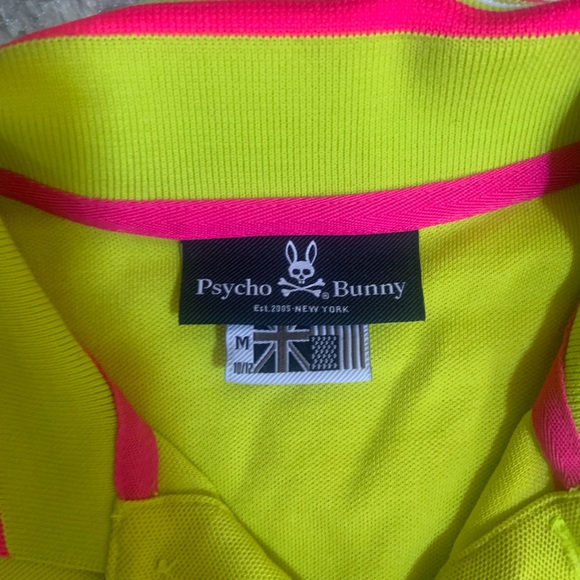 Psycho ® Bunny
EST. 2005-NEW YORK
M
10/12